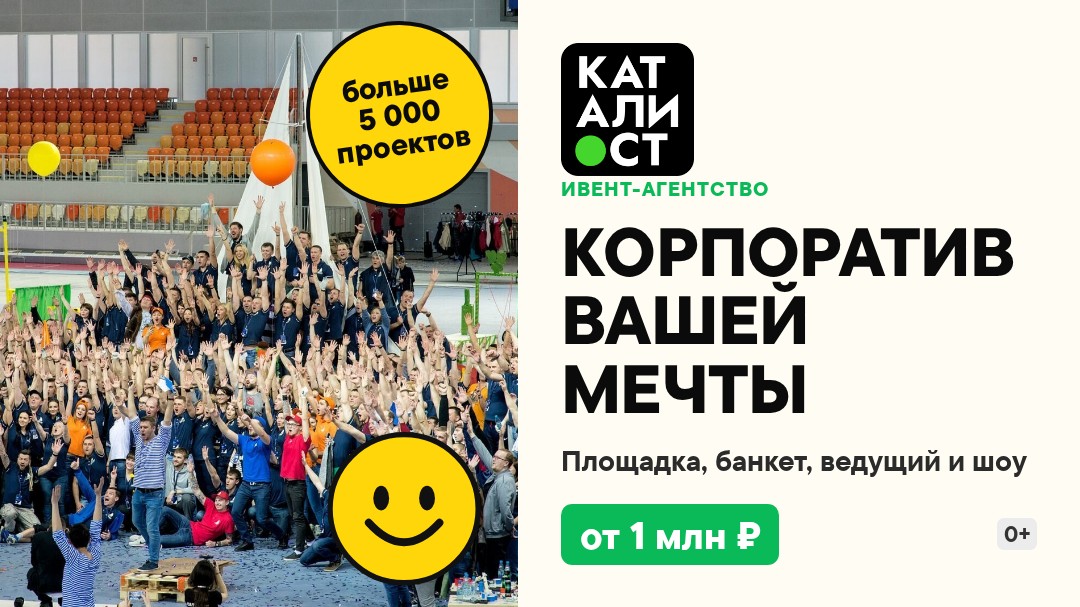 больше
5 000
проектов
КАТ
АЛИ
СТ
ИВЕНТ-АГЕНТСТВО
КОРПОРАТИВ
ВАШЕЙ
МЕЧТЫ
Площадка, банкет, ведущий и шоу
от 1 млн ₽
0+